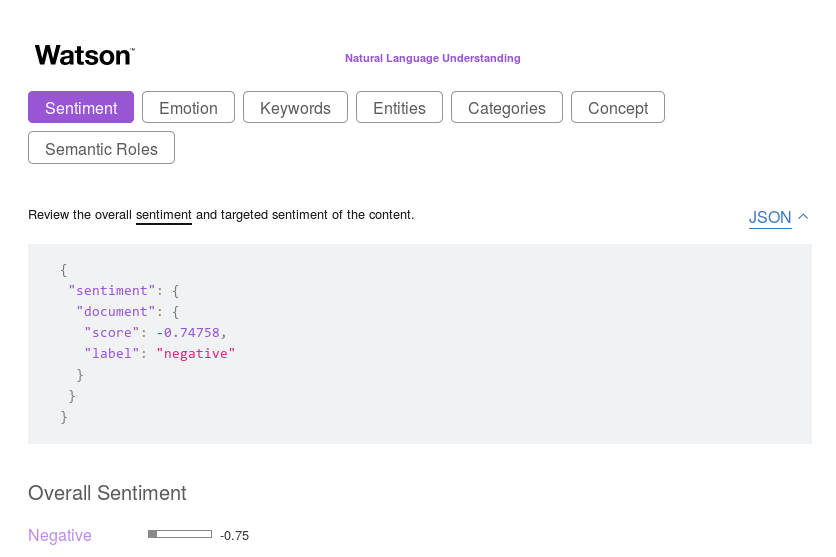 Watson™
Natural Language Understanding
Sentiment Emotion Keywords Entities Categories Concept
Semantic Roles
Review the overall sentiment and targeted sentiment of the content.
JSON
{
"sentiment": {
"document": {
"score": -0.74758,
"label": "negative"
}
}
}
Overall Sentiment
Negative -0.75